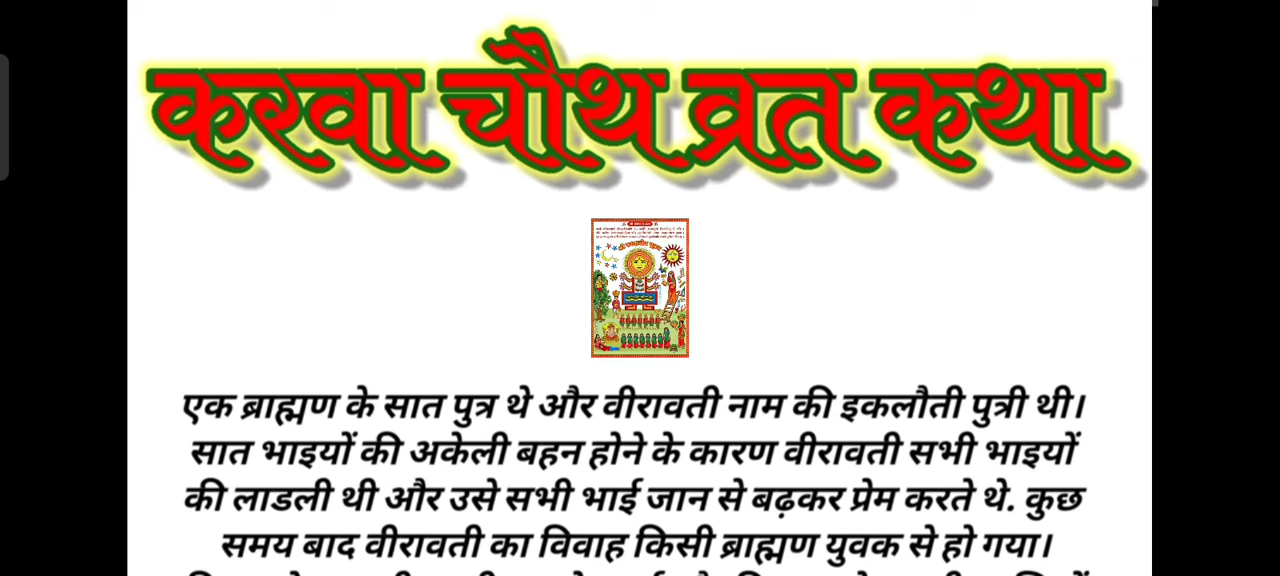 करवा चौथ व्रत कथा
एक ब्राह्मण के सात पुत्र थे और वीरावती नाम की इकलौती पुत्री थी।
सात भाइयों की अकेली बहन होने के कारण वीरावती सभी भाइयों
की लाडली थी और उसे सभी भाई जान से बढ़कर प्रेम करते थे. कुछ
समय बाद वीरावती का विवाह किसी ब्राह्मण युवक से हो गया।